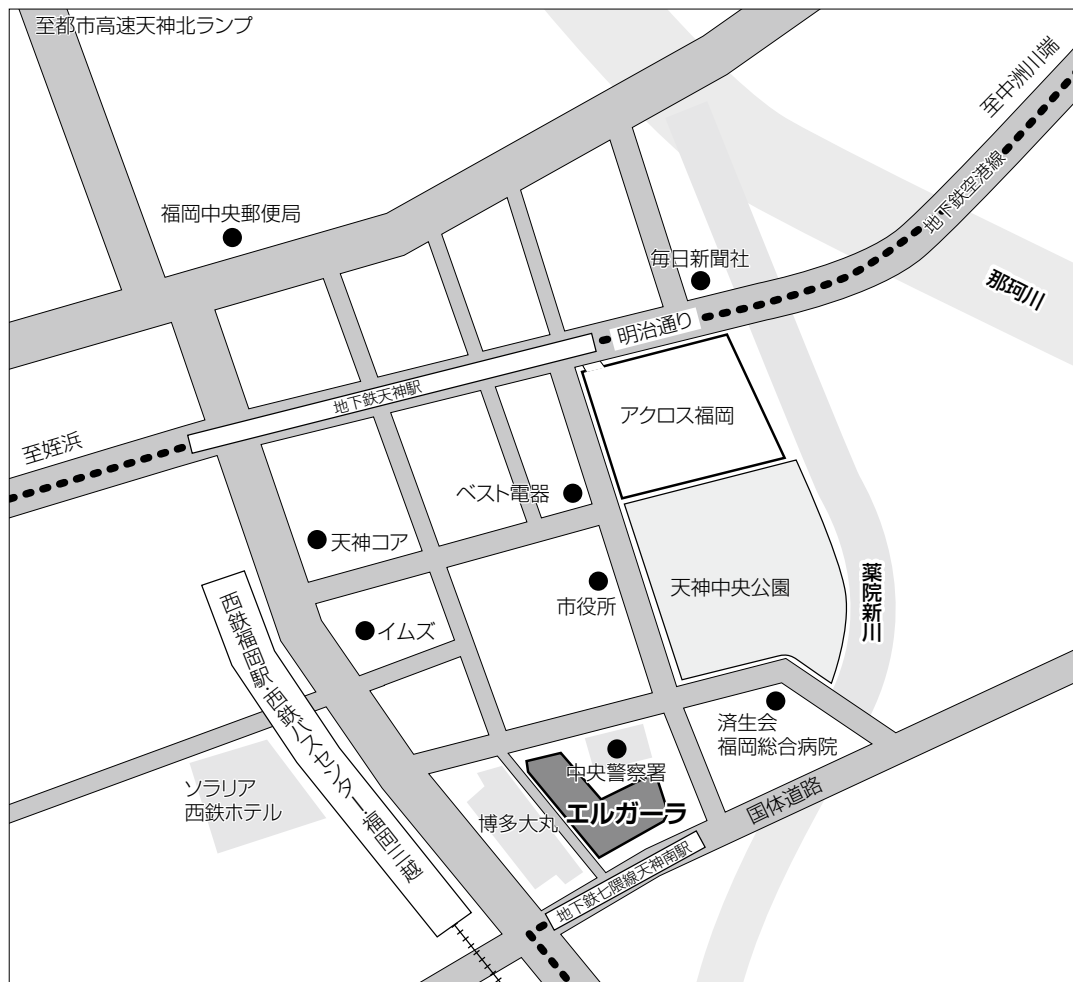 至都市高速天神北ランプ
至中洲川端
地下鉄空港線
福岡中央郵便局
毎日新聞社
那珂川
明治通り
地下鉄天神駅
アクロス福岡
至姪浜
ベスト電器
天神コア
天神中央公園
薬院新川
市役所
イムズ
西鉄福岡駅・西鉄バスセンター・福岡三越
済生会
福岡総合病院
中央警察署
ソラリア
西鉄ホテル
国体道路
博多大丸
エルガーラ
地下鉄七隈線天神南駅